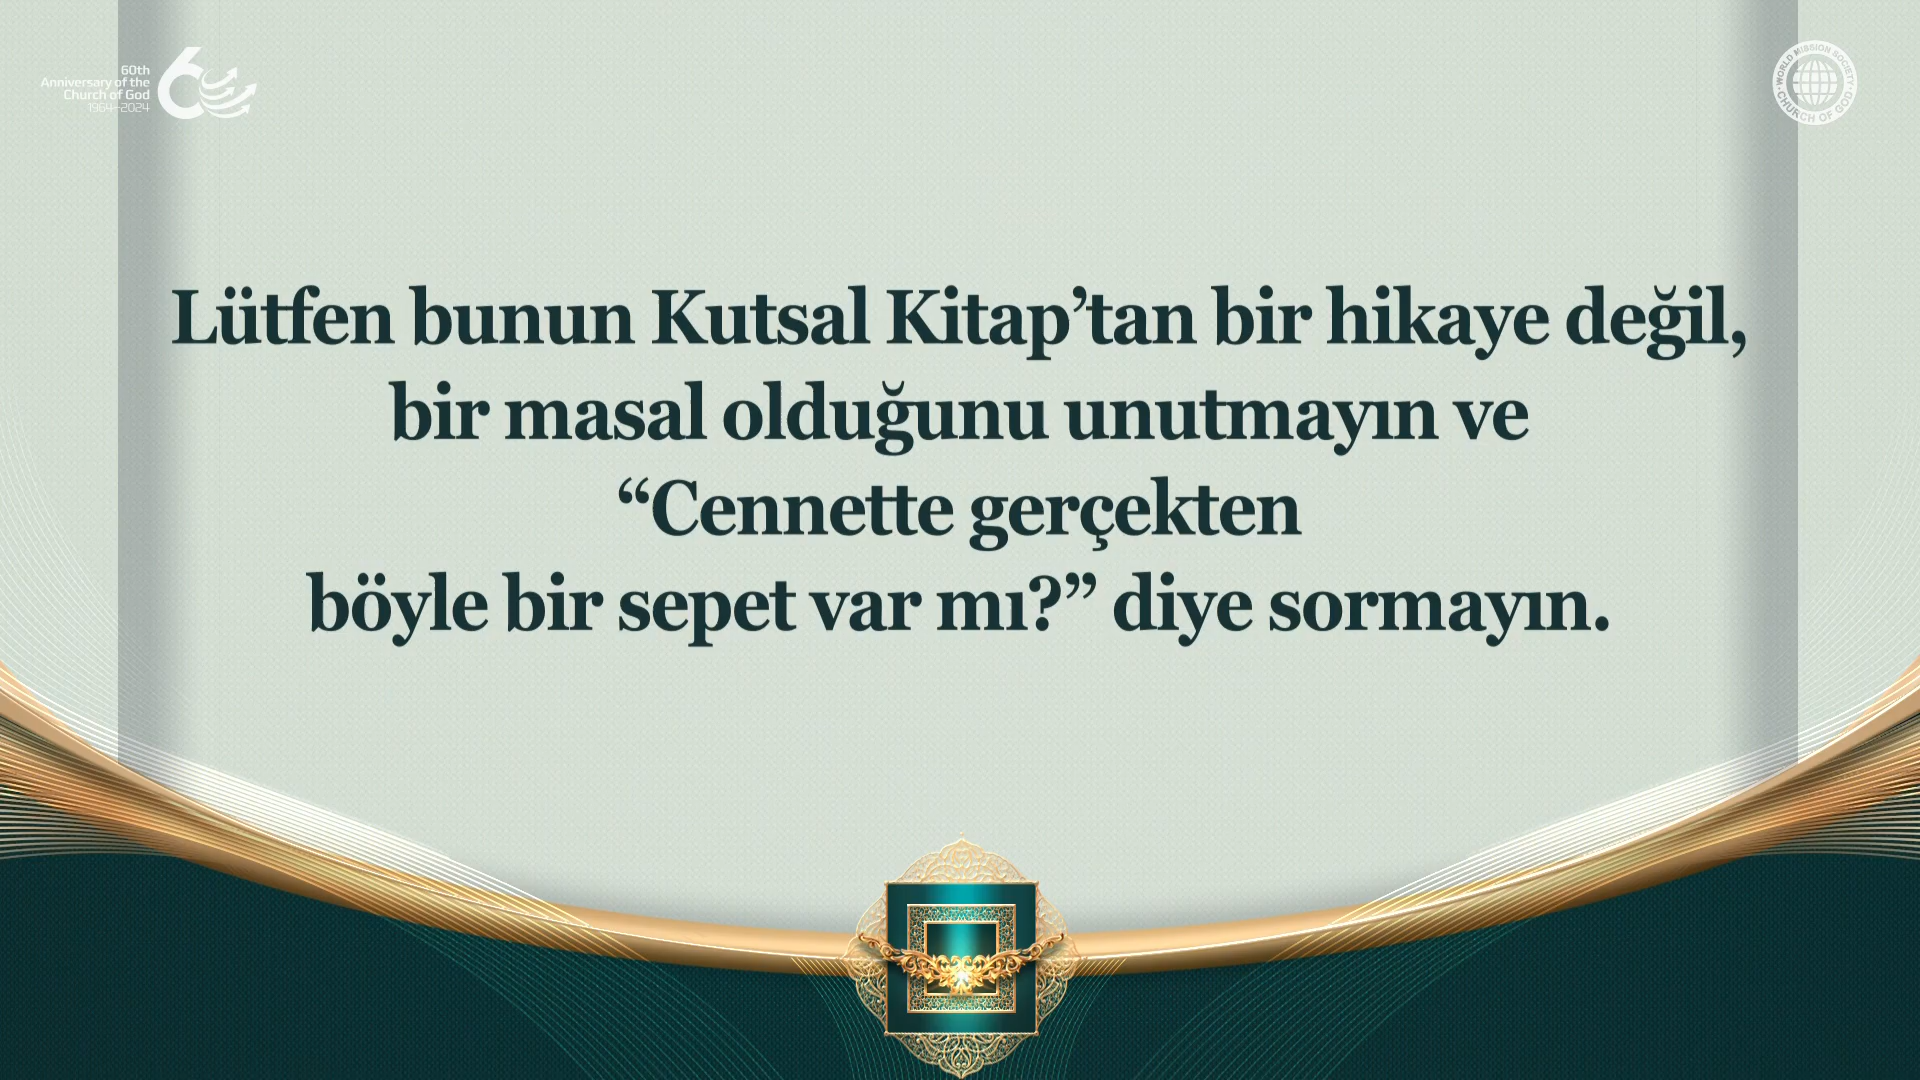 60th
Anniversary of the
Church of God
1964–2024
WORLD MISSION SOCIETY
CHURCH OF GOD
Lütfen bunun Kutsal Kitap’tan bir hikaye değil,
bir masal olduğunu unutmayın ve
“Cennette gerçekten
böyle bir sepet var mı?” diye sormayın.